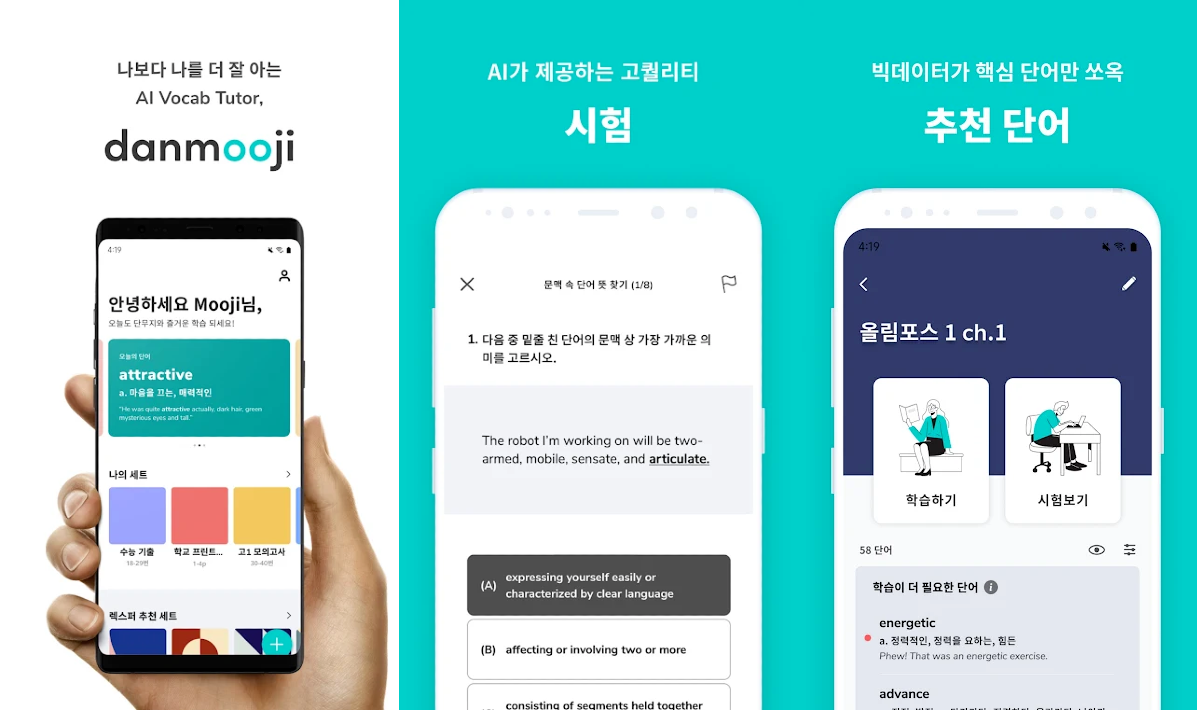 나보다 나를 더 잘 아는
AI Vocab Tutor,
danmooji
4:19
안녕하세요 Mooji님,
오늘도 단무지와 즐거운 학습 되세요!
오늘의 단어
attractive
a. 마음을 끄는, 매력적인
"He was quite attractive actually, dark hair, green
mysterious eyes and tall."
나의 세트
수능 기출
18-29번
학교 프린트...
1-4p
고1 모의고사
30-40번
렉스퍼 추천 세트
AI가 제공하는 고퀄리티
시험
문맥 속 단어 뜻 찾기 (1/8)
1. 다음 중 밑줄 친 단어의 문맥 상 가장 가까운 의
미를 고르시오.
The robot I'm working on will be two-
armed, mobile, sensate, and articulate.
(A) expressing yourself easily or
characterized by clear language
(B) affecting or involving two or more
consisting of segments held together
빅데이터가 핵심 단어만 쏘옥
추천 단어
4:19
올림포스 1 ch.1
학습하기
시험보기
58 단어
학습이 더 필요한 단어
energetic
a. 정력적인, 정력을 요하는, 힘든
Phew! That was an energetic exercise.
advance